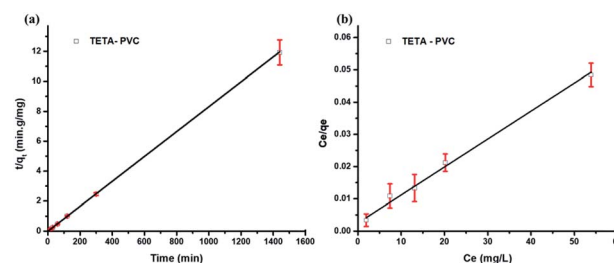 (a)
TETA- PVC
t/qt (min.g/mg)
12
10
8
6
4
2
0
0 200 400 600 800 1000 1200 1400 1600
Time (min)
(b)
TETA - PVC
Ce/qe
0.06
0.05
0.04
0.03
0.02
0.01
0.00
0 10 20 30 40 50
Ce (mg/L)